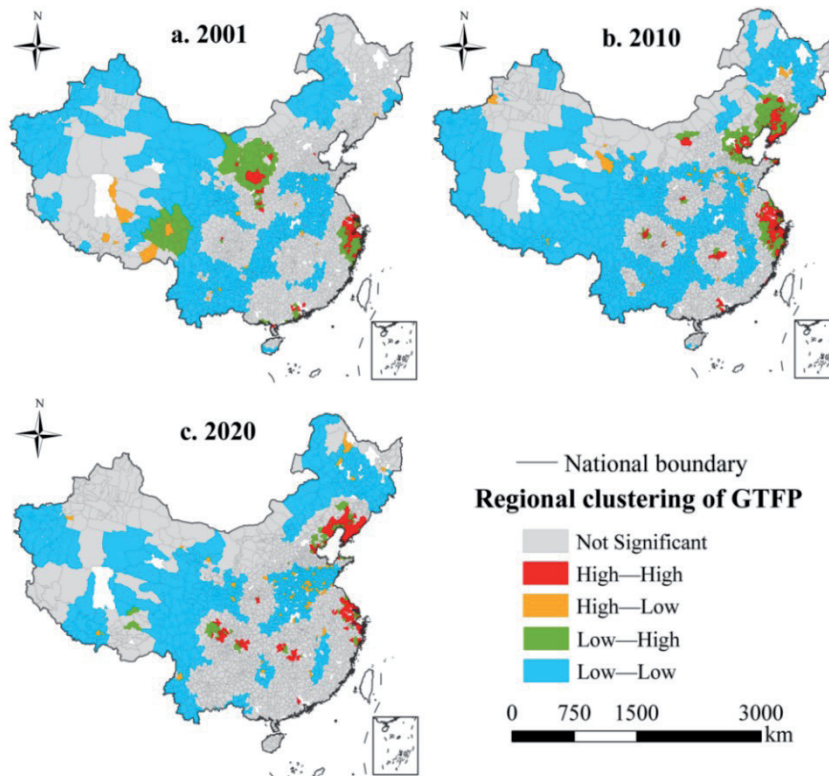 N
a. 2001
N
b. 2010
N
c. 2020
National boundary
Regional clustering of GTFP
Not Significant
High—High
High—Low
Low—High
Low—Low
0 750 1500 3000
km